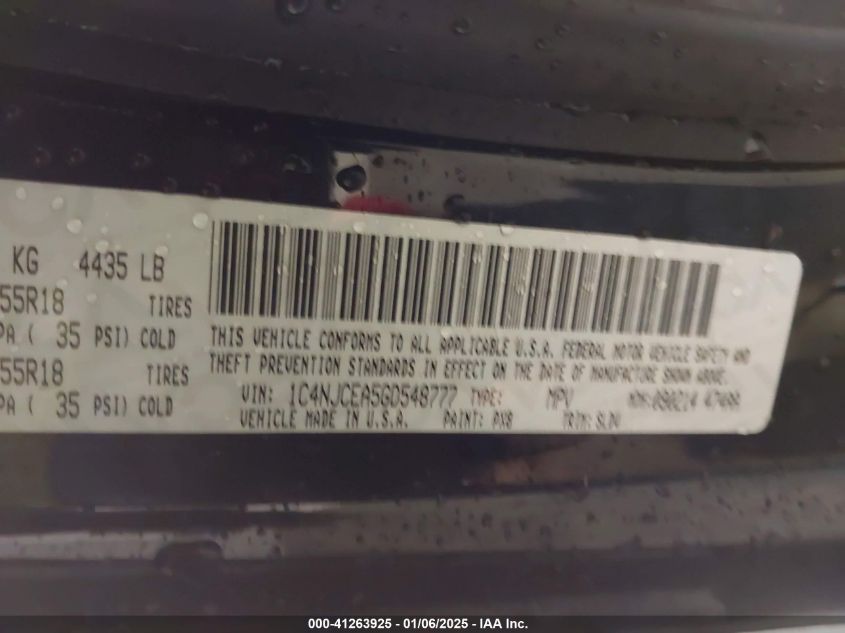 KG 4435 LB
55R18 TIRES
PA ( 35 PSI) COLD
55R18 TIRES
PA ( 35 PSI) COLD
THIS VEHICLE CONFORMS TO ALL APPLICABLE U.S.A. FEDERAL MOTOR VEHICLE SAFETY AND
THEFT PREVENTION STANDARDS IN EFFECT ON THE DATE OF MANUFACTURE SHOWN ABOVE.
VIN: 1C4NJCEA5GD548777 TYPE: MPV
VEHICLE MADE IN U.S.A. PAINT: PX8 TRIM:
000-41263925 - 01/06/2025 - IAA Inc.